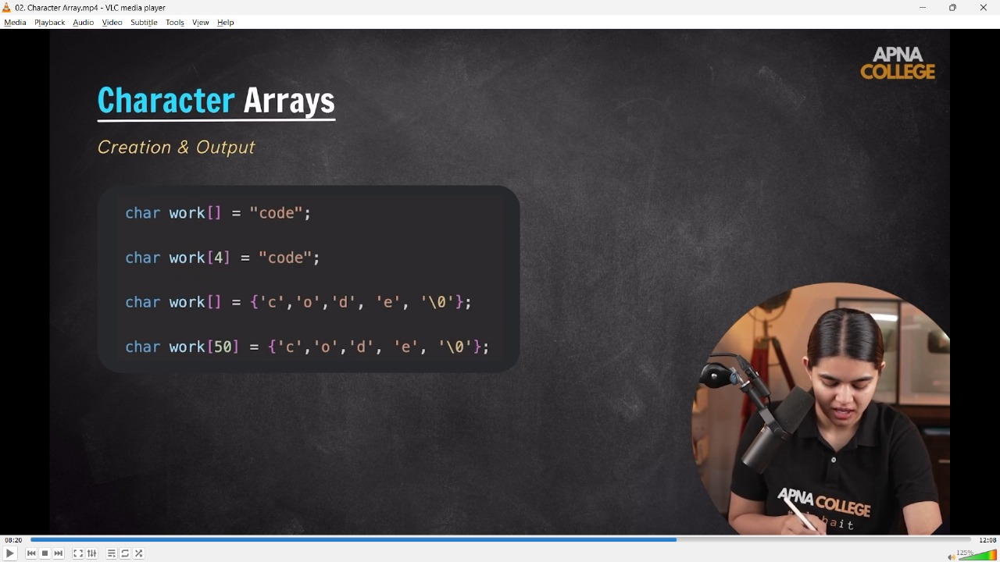 02. Character Array.mp4 - VLC media player
Media Playback Audio Video Subtitle Tools View Help
APNA
COLLEGE
Character Arrays
Creation & Output
char work[] = "code";
char work[4] = "code";
char work[] = {'c','o','d', 'e', '\0'};
char work[50] = {'c','o','d', 'e', '\0'};
APNA COLLEGE
08:20
12:08
125%